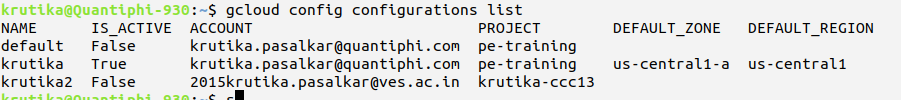 krutika@Quantiphi-930:~$ gcloud config configurations list
NAME IS_ACTIVE ACCOUNT PROJECT DEFAULT_ZONE DEFAULT_REGION
default False krutika.pasalkar@quantiphi.com pe-training
krutika True krutika.pasalkar@quantiphi.com pe-training us-central1-a us-central1
krutika2 False 2015krutika.pasalkar@ves.ac.in krutika-ccc13
krutika@Quantiphi-930:~$